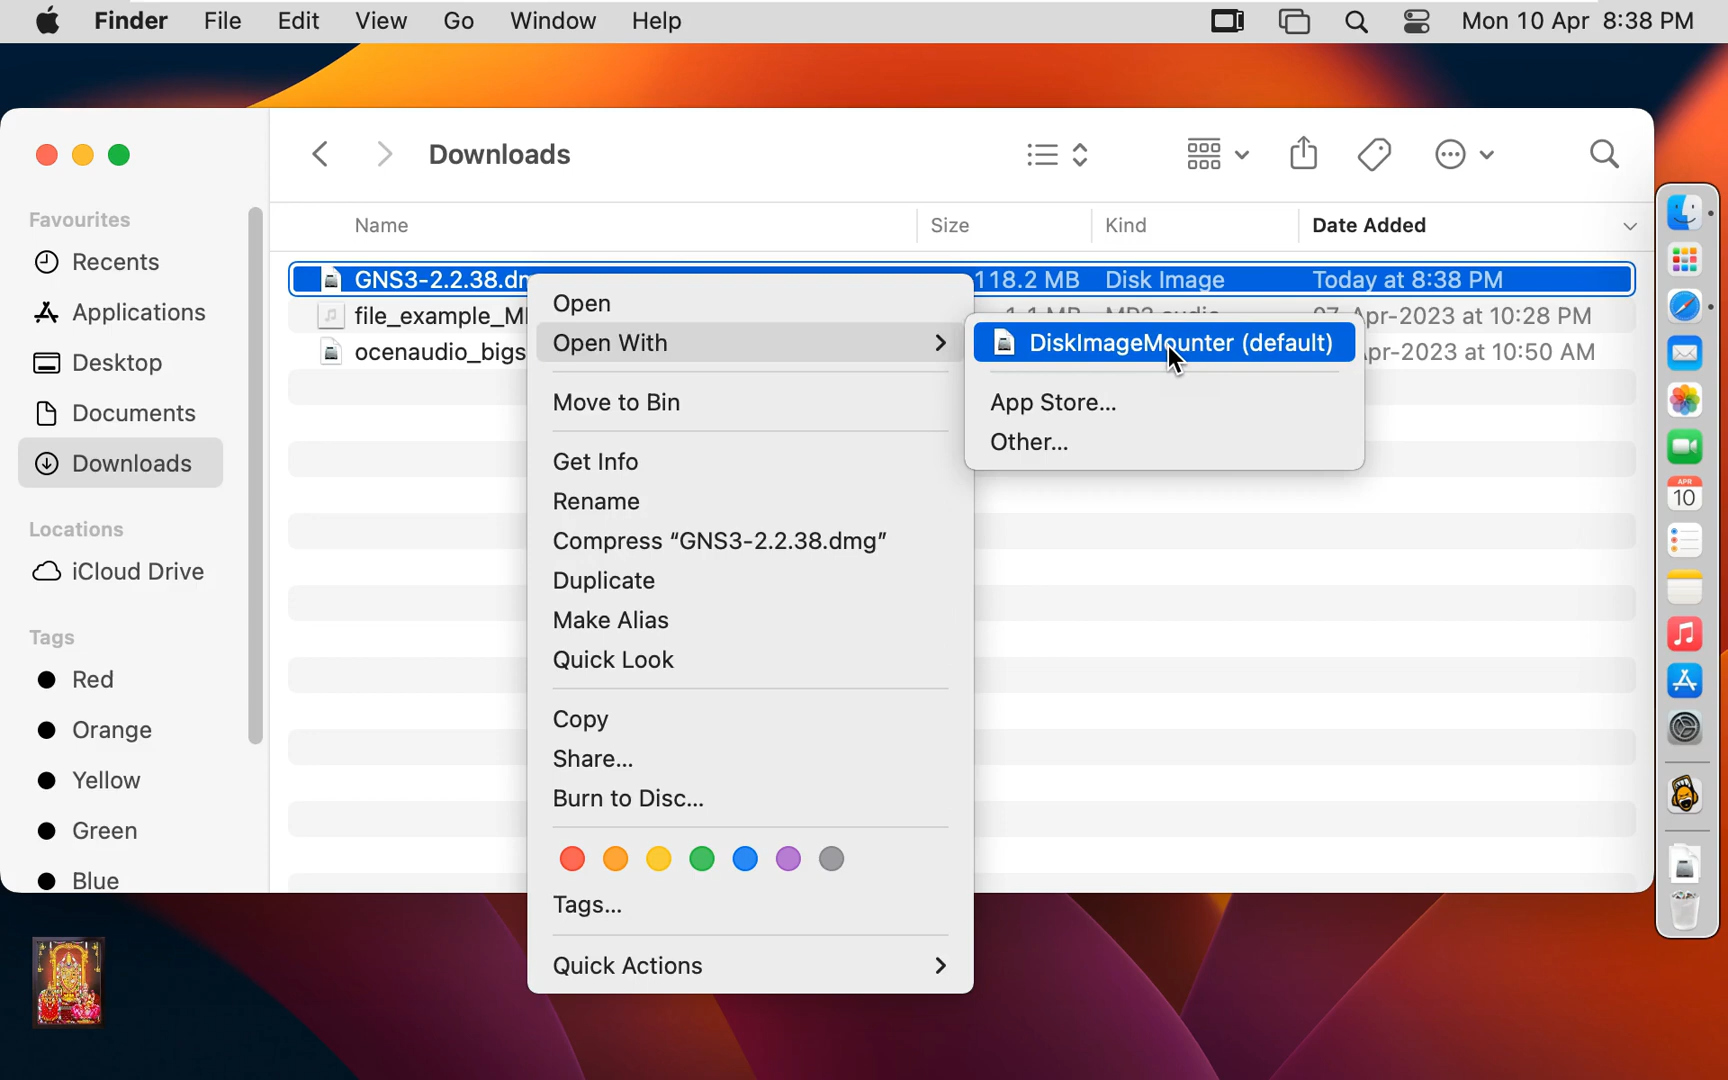 Finder File Edit View Go Window Help Mon 10 Apr 8:38 PM
Downloads
Favourites
Recents
Applications
Desktop
Documents
Downloads
Locations
iCloud Drive
Tags
Red
Orange
Yellow
Green
Blue
Name Size Kind Date Added
GNS3-2.2.38.dm 118.2 MB Disk Image Today at 8:38 PM
file_example_M Apr-2023 at 10:28 PM
ocenaudio_bigs Apr-2023 at 10:50 AM
Open
Open With
Move to Bin
Get Info
Rename
Compress “GNS3-2.2.38.dmg”
Duplicate
Make Alias
Quick Look
Copy
Share...
Burn to Disc...
Tags...
Quick Actions
DiskImageMounter (default)
App Store...
Other...
APR
10